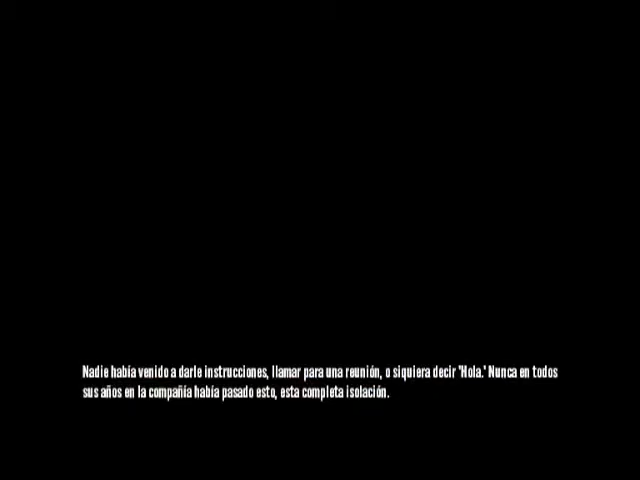 Nadie había venido a darle instrucciones, llamar para una reunión, o siquiera decir 'Hola.' Nunca en todos
sus años en la compañía había pasado esto, esta completa isolación.